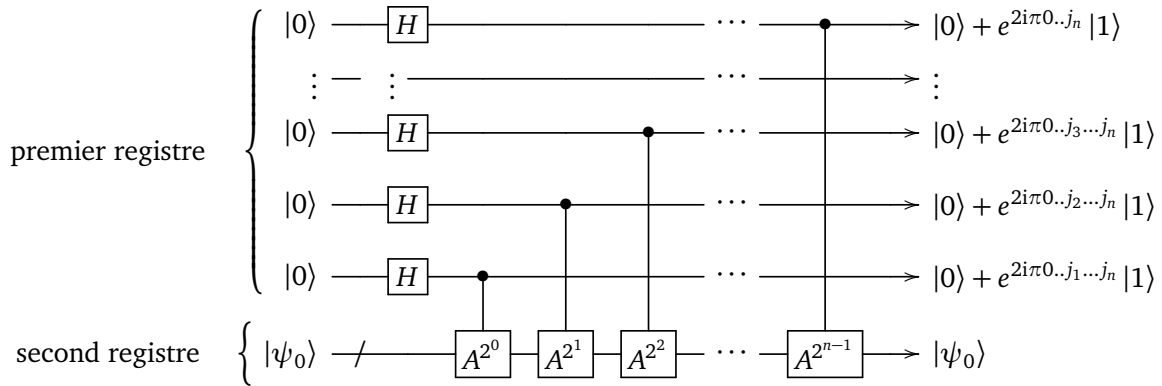 |0⟩ H ⋯ |0⟩ + e^{2iπ0..j_n} |1⟩
⋮ ⋮ ⋯ ⋮
|0⟩ H ⋯ |0⟩ + e^{2iπ0..j_3...j_n} |1⟩
premier registre
|0⟩ H ⋯ |0⟩ + e^{2iπ0..j_2...j_n} |1⟩
|0⟩ H ⋯ |0⟩ + e^{2iπ0..j_1...j_n} |1⟩
second registre |ψ_0⟩ A^{2^0} A^{2^1} A^{2^2} ⋯ A^{2^{n−1}} |ψ_0⟩